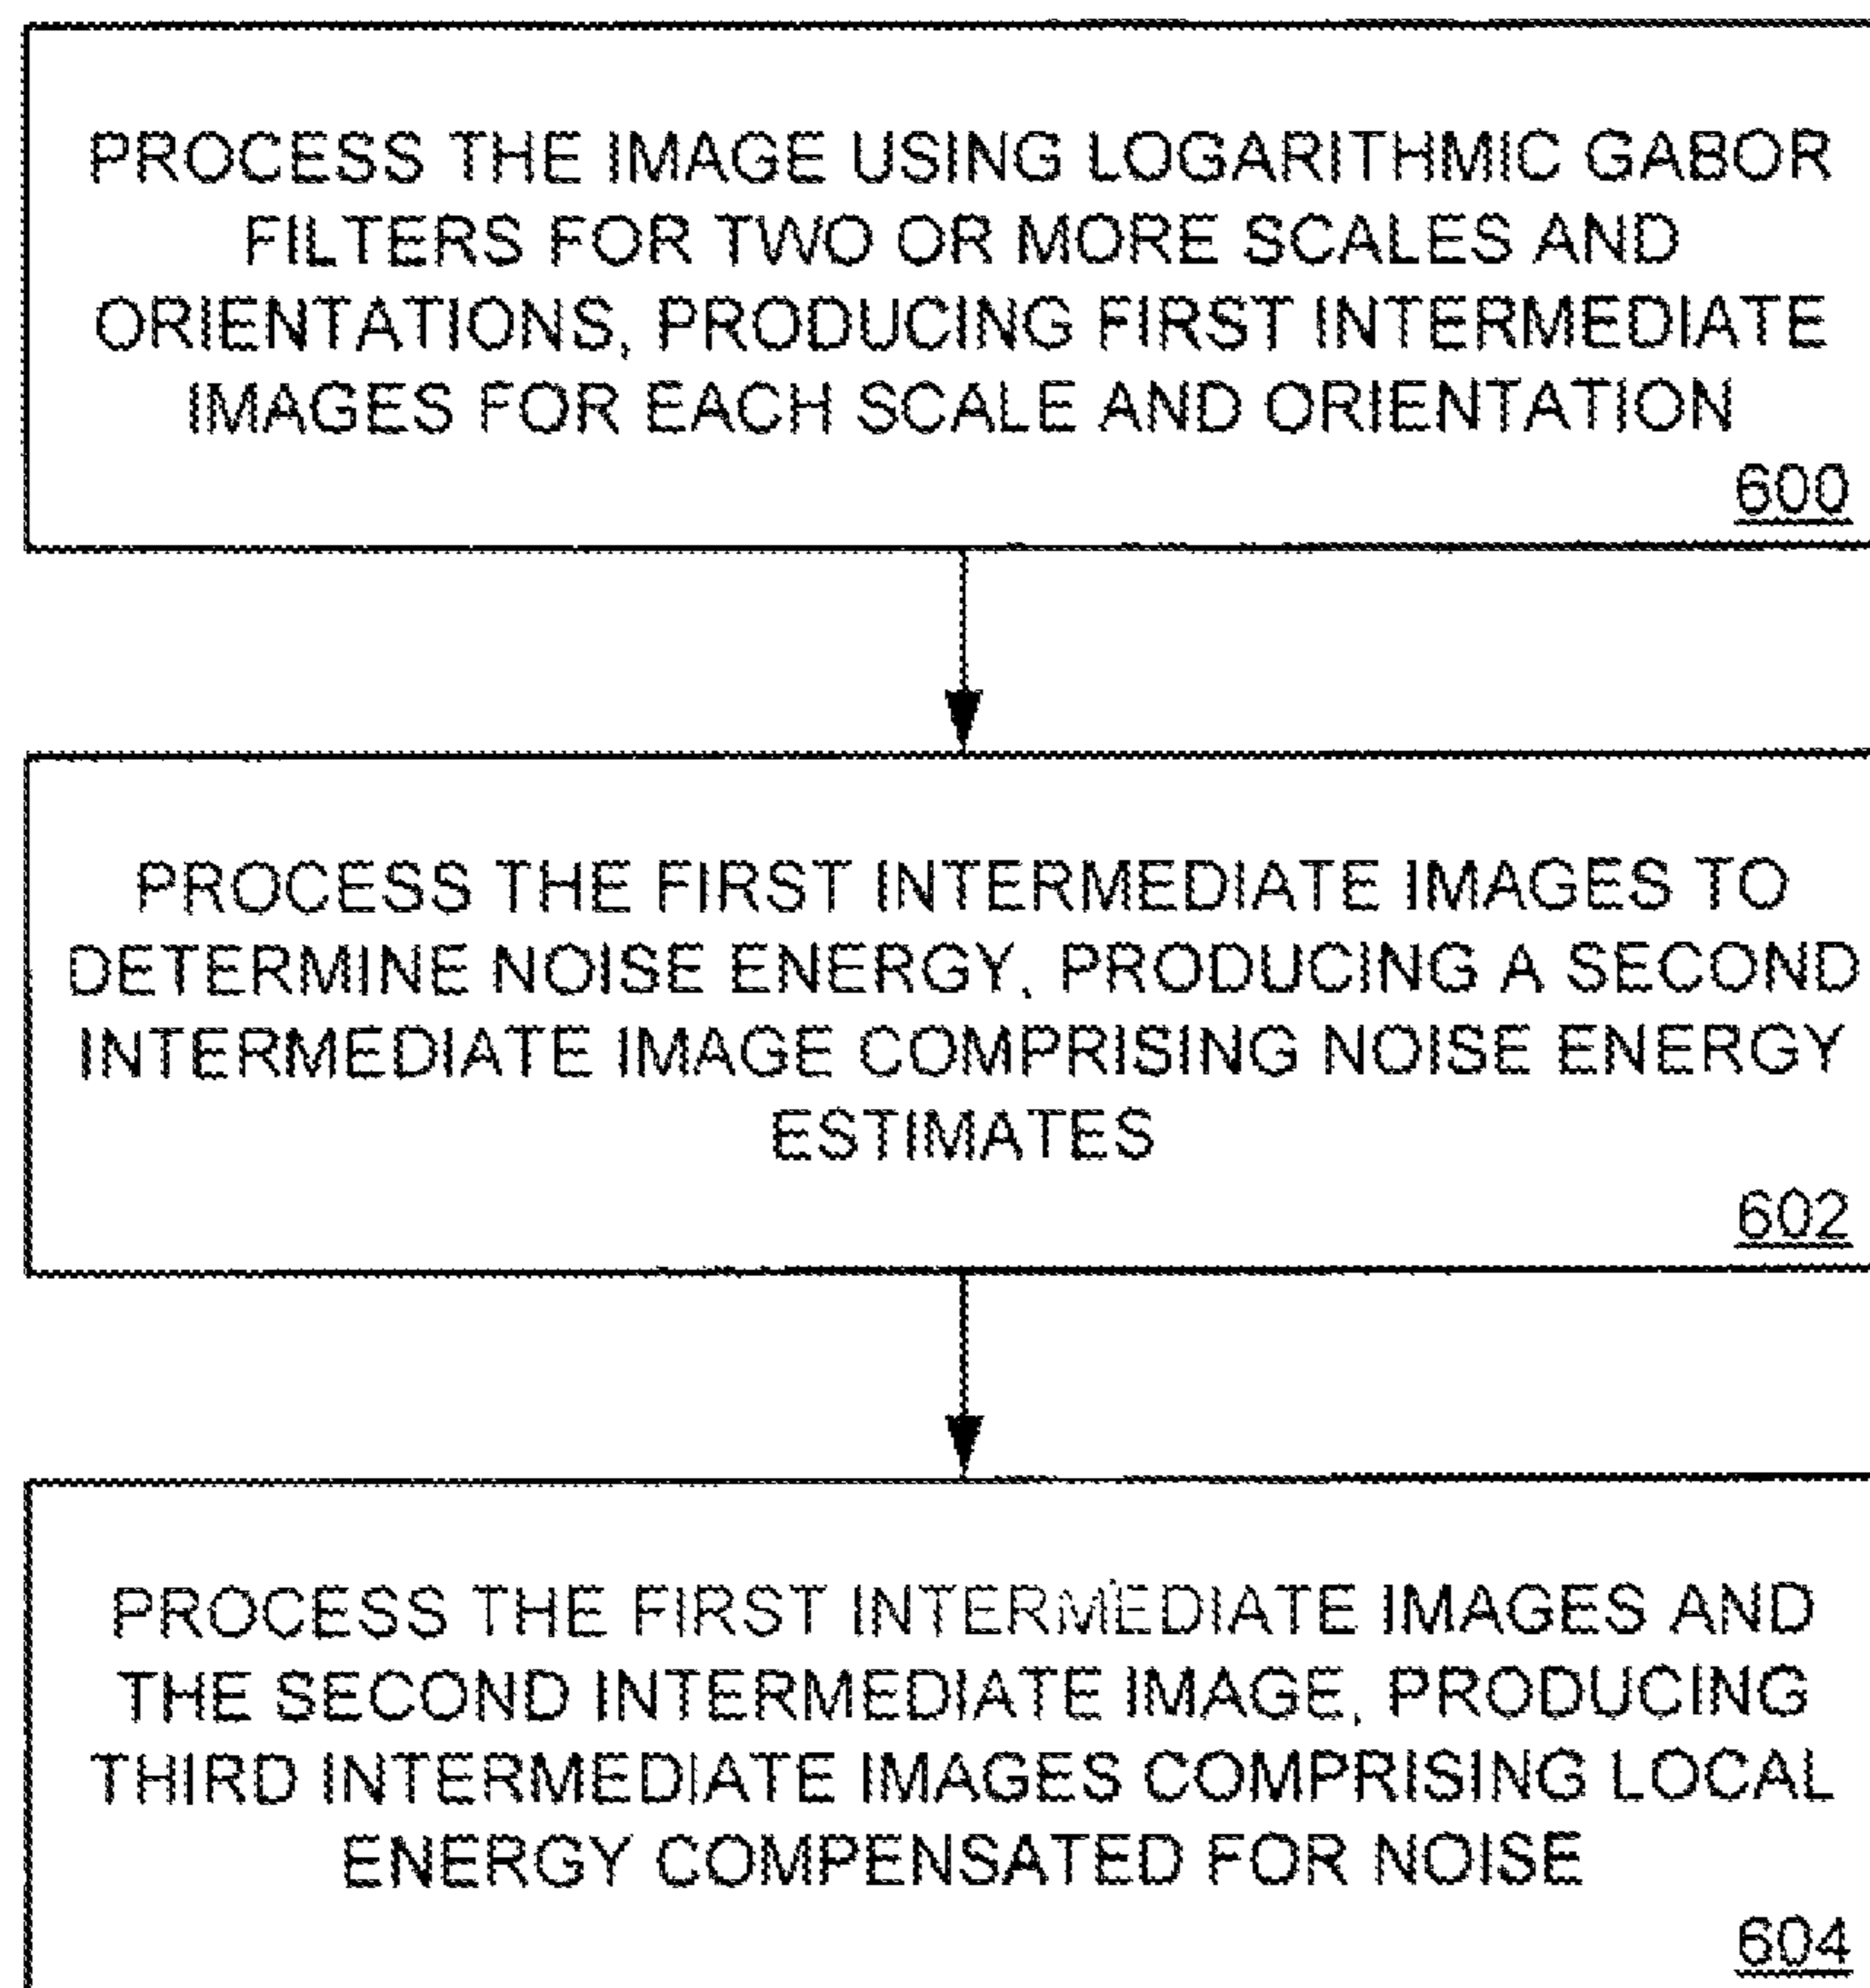 PROCESS THE IMAGE USING LOGARITHMIC GABOR
FILTERS FOR TWO OR MORE SCALES AND
ORIENTATIONS, PRODUCING FIRST INTERMEDIATE
IMAGES FOR EACH SCALE AND ORIENTATION
600
PROCESS THE FIRST INTERMEDIATE IMAGES TO
DETERMINE NOISE ENERGY, PRODUCING A SECOND
INTERMEDIATE IMAGE COMPRISING NOISE ENERGY
ESTIMATES
602
PROCESS THE FIRST INTERMEDIATE IMAGES AND
THE SECOND INTERMEDIATE IMAGE, PRODUCING
THIRD INTERMEDIATE IMAGES COMPRISING LOCAL
ENERGY COMPENSATED FOR NOISE
604